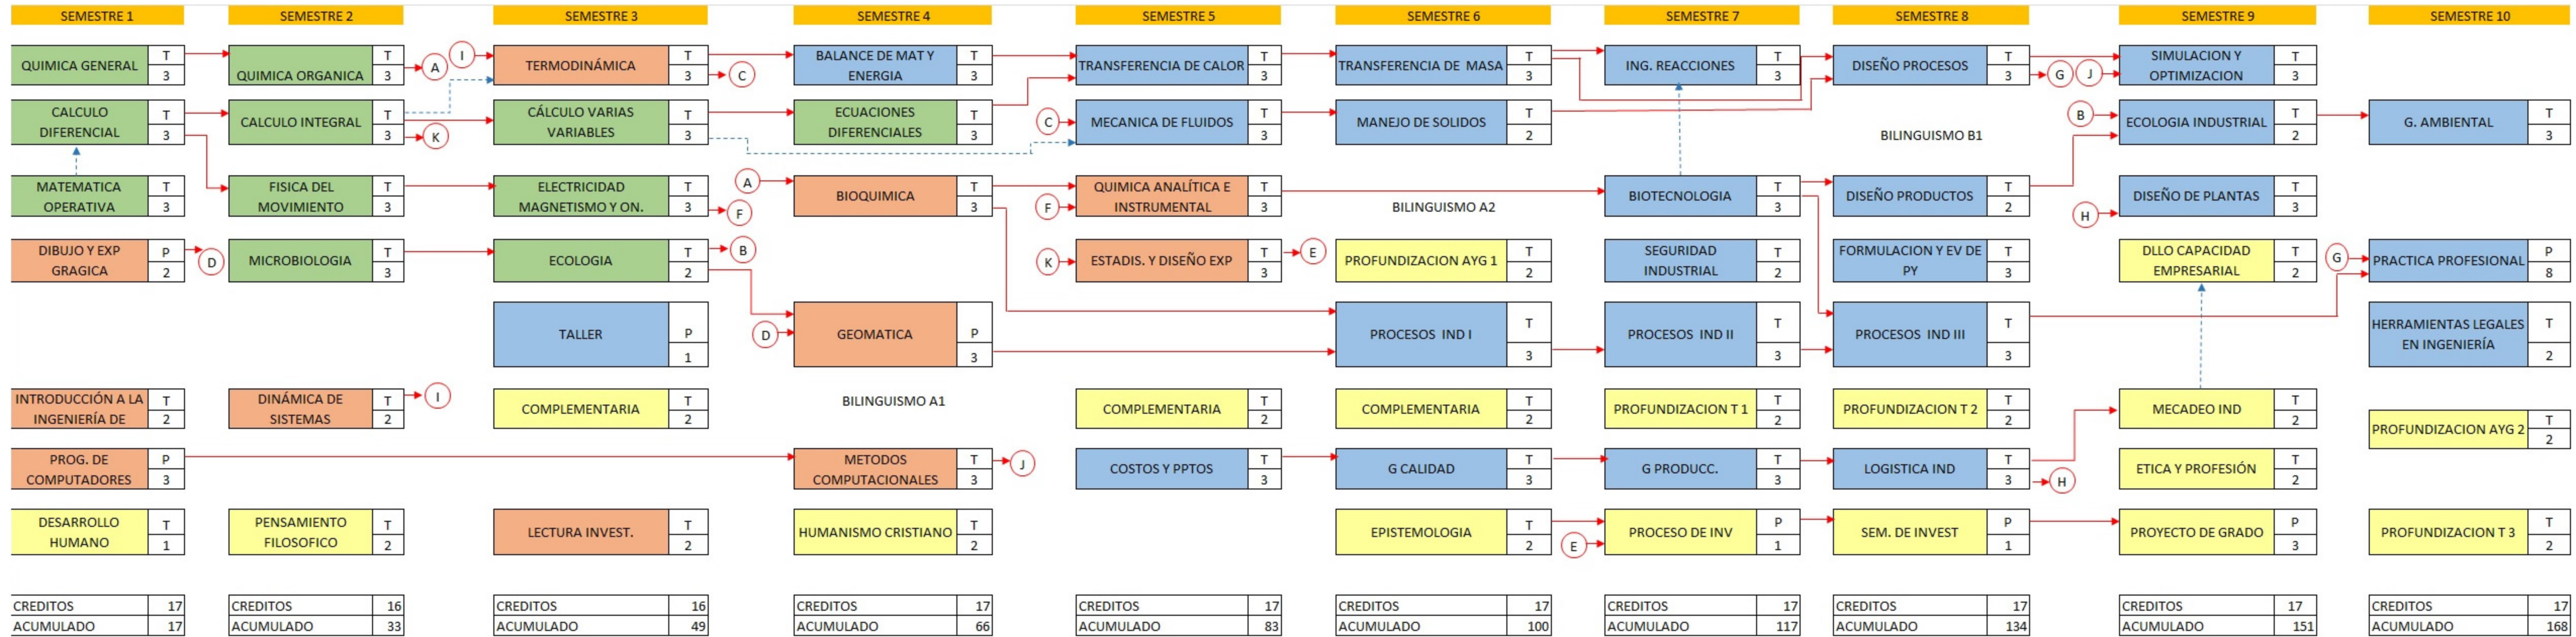 SEMESTRE 1
QUIMICA GENERAL
T
3
CALCULO
DIFERENCIAL
T
3
MATEMATICA
OPERATIVA
T
3
DIBUJO Y EXP
GRAGICA
P
2
D
INTRODUCCIÓN A LA
INGENIERÍA DE
T
2
PROG. DE
COMPUTADORES
P
3
DESARROLLO
HUMANO
T
1
CREDITOS 17
ACUMULADO 17
SEMESTRE 2
QUIMICA ORGANICA
T
3
A
CALCULO INTEGRAL
T
3
K
FISICA DEL
MOVIMIENTO
T
3
MICROBIOLOGIA
T
3
DINÁMICA DE
SISTEMAS
T
2
I
PENSAMIENTO
FILOSOFICO
T
2
CREDITOS 16
ACUMULADO 33
SEMESTRE 3
I
TERMODINÁMICA
T
3
C
CÁLCULO VARIAS
VARIABLES
T
3
ELECTRICIDAD
MAGNETISMO Y ON.
T
3
F
ECOLOGIA
T
2
B
TALLER
P
1
COMPLEMENTARIA
T
2
LECTURA INVEST.
T
2
CREDITOS 16
ACUMULADO 49
SEMESTRE 4
BALANCE DE MAT Y
ENERGIA
T
3
ECUACIONES
DIFERENCIALES
T
3
A
BIOQUIMICA
T
3
D
GEOMATICA
P
3
BILINGUISMO A1
METODOS
COMPUTACIONALES
T
3
J
HUMANISMO CRISTIANO
T
2
CREDITOS 17
ACUMULADO 66
SEMESTRE 5
TRANSFERENCIA DE CALOR
T
3
C
MECANICA DE FLUIDOS
T
3
F
QUIMICA ANALÍTICA E
INSTRUMENTAL
T
3
K
ESTADIS. Y DISEÑO EXP
T
3
E
COMPLEMENTARIA
T
2
COSTOS Y PPTOS
T
3
CREDITOS 17
ACUMULADO 83
SEMESTRE 6
TRANSFERENCIA DE MASA
T
3
MANEJO DE SOLIDOS
T
2
BILINGUISMO A2
PROFUNDIZACION AYG 1
T
2
PROCESOS IND I
T
3
COMPLEMENTARIA
T
2
G CALIDAD
T
3
EPISTEMOLOGIA
T
2
CREDITOS 17
ACUMULADO 100
SEMESTRE 7
ING. REACCIONES
T
3
BIOTECNOLOGIA
T
3
SEGURIDAD
INDUSTRIAL
T
2
PROCESOS IND II
T
3
PROFUNDIZACION T 1
T
2
G PRODUCC.
T
3
E
PROCESO DE INV
P
1
CREDITOS 17
ACUMULADO 117
SEMESTRE 8
DISEÑO PROCESOS
T
3
G
BILINGUISMO B1
DISEÑO PRODUCTOS
T
2
FORMULACION Y EV DE
PY
T
3
PROCESOS IND III
T
3
PROFUNDIZACION T 2
T
2
LOGISTICA IND
T
3
H
SEM. DE INVEST
P
1
CREDITOS 17
ACUMULADO 134
SEMESTRE 9
J
SIMULACION Y
OPTIMIZACION
T
3
B
ECOLOGIA INDUSTRIAL
T
2
H
DISEÑO DE PLANTAS
T
3
DLLO CAPACIDAD
EMPRESARIAL
T
2
MECADEO IND
T
2
ETICA Y PROFESIÓN
T
2
PROYECTO DE GRADO
P
3
CREDITOS 17
ACUMULADO 151
SEMESTRE 10
G. AMBIENTAL
T
3
G
PRACTICA PROFESIONAL
P
8
HERRAMIENTAS LEGALES
EN INGENIERÍA
T
2
PROFUNDIZACION AYG 2
T
2
PROFUNDIZACION T 3
T
2
CREDITOS 17
ACUMULADO 168